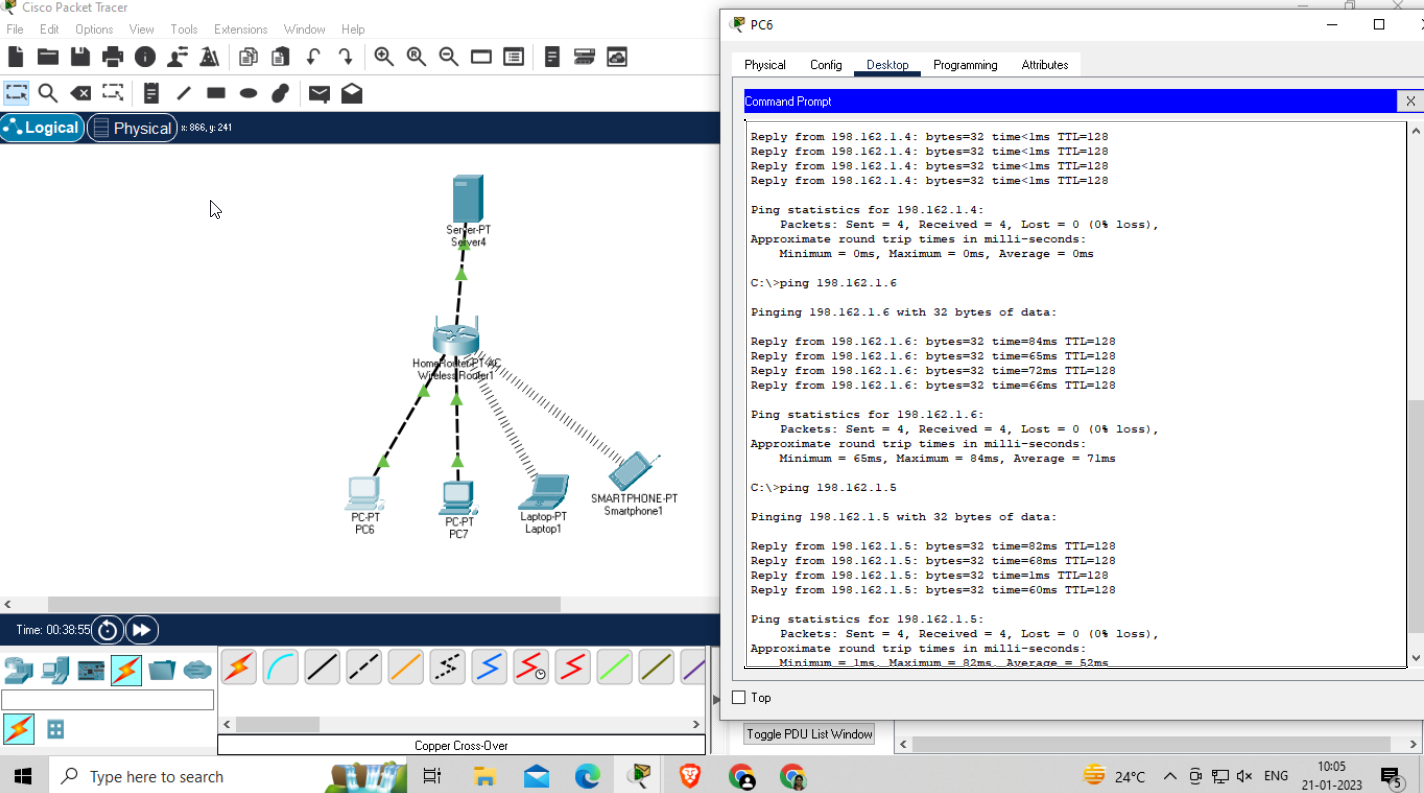 Cisco Packet Tracer
File Edit Options View Tools Extensions Window Help
Logical Physical x: 866, y: 241
Server-PT
Server4
HomeRouter-PT-AC
Wireless Router1
PC-PT
PC6
PC-PT
PC7
Laptop-PT
Laptop1
SMARTPHONE-PT
Smartphone1
Time: 00:38:55
Copper Cross-Over
PC6
Physical Config Desktop Programming Attributes
Command Prompt X
Reply from 198.162.1.4: bytes=32 time<1ms TTL=128
Reply from 198.162.1.4: bytes=32 time<1ms TTL=128
Reply from 198.162.1.4: bytes=32 time<1ms TTL=128
Reply from 198.162.1.4: bytes=32 time<1ms TTL=128
Ping statistics for 198.162.1.4:
Packets: Sent = 4, Received = 4, Lost = 0 (0% loss),
Approximate round trip times in milli-seconds:
Minimum = 0ms, Maximum = 0ms, Average = 0ms
C:\>ping 198.162.1.6
Pinging 198.162.1.6 with 32 bytes of data:
Reply from 198.162.1.6: bytes=32 time=84ms TTL=128
Reply from 198.162.1.6: bytes=32 time=65ms TTL=128
Reply from 198.162.1.6: bytes=32 time=72ms TTL=128
Reply from 198.162.1.6: bytes=32 time=66ms TTL=128
Ping statistics for 198.162.1.6:
Packets: Sent = 4, Received = 4, Lost = 0 (0% loss),
Approximate round trip times in milli-seconds:
Minimum = 65ms, Maximum = 84ms, Average = 71ms
C:\>ping 198.162.1.5
Pinging 198.162.1.5 with 32 bytes of data:
Reply from 198.162.1.5: bytes=32 time=82ms TTL=128
Reply from 198.162.1.5: bytes=32 time=68ms TTL=128
Reply from 198.162.1.5: bytes=32 time=1ms TTL=128
Reply from 198.162.1.5: bytes=32 time=60ms TTL=128
Ping statistics for 198.162.1.5:
Packets: Sent = 4, Received = 4, Lost = 0 (0% loss),
Approximate round trip times in milli-seconds:
Minimum = 1ms, Maximum = 82ms, Average = 52ms
Top
Toggle PDU List Window
Type here to search
24°C ENG
10:05
21-01-2023
5